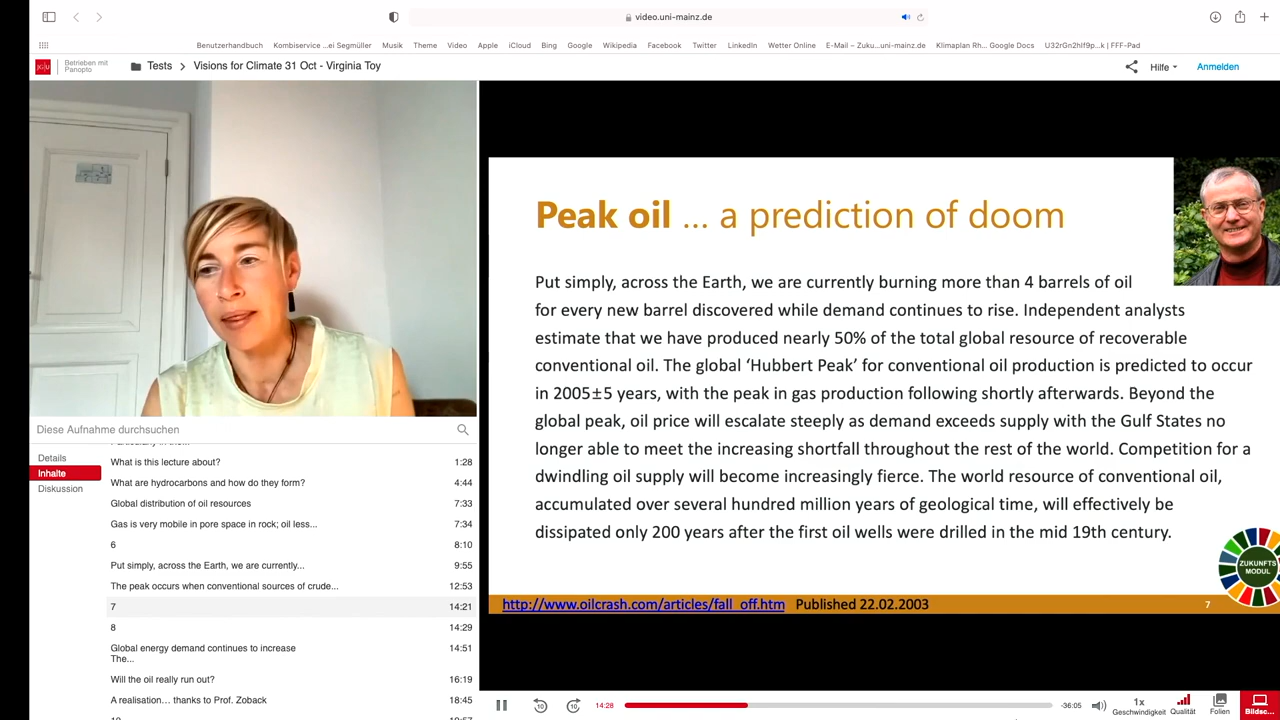 video.uni-mainz.de
Benutzerhandbuch Kombiservice ...ei Segmüller Musik Theme Video Apple iCloud Bing Google Wikipedia Facebook Twitter LinkedIn Wetter Online E-Mail – Zuku...uni-mainz.de Klimaplan Rh... Google Docs U32rGn2hIf9p...k | FFF-Pad
JG|U
Betrieben mit
Panopto
Tests Visions for Climate 31 Oct - Virginia Toy
Hilfe Anmelden
Diese Aufnahme durchsuchen
Details
Inhalte
Diskussion
What is this lecture about? 1:28
What are hydrocarbons and how do they form? 4:44
Global distribution of oil resources 7:33
Gas is very mobile in pore space in rock; oil less... 7:34
6 8:10
Put simply, across the Earth, we are currently... 9:55
The peak occurs when conventional sources of crude... 12:53
7 14:21
8 14:29
Global energy demand continues to increase 14:51
The...
Will the oil really run out? 16:19
A realisation… thanks to Prof. Zoback 18:45
Peak oil ... a prediction of doom
Put simply, across the Earth, we are currently burning more than 4 barrels of oil
for every new barrel discovered while demand continues to rise. Independent analysts
estimate that we have produced nearly 50% of the total global resource of recoverable
conventional oil. The global ‘Hubbert Peak’ for conventional oil production is predicted to occur
in 2005±5 years, with the peak in gas production following shortly afterwards. Beyond the
global peak, oil price will escalate steeply as demand exceeds supply with the Gulf States no
longer able to meet the increasing shortfall throughout the rest of the world. Competition for a
dwindling oil supply will become increasingly fierce. The world resource of conventional oil,
accumulated over several hundred million years of geological time, will effectively be
dissipated only 200 years after the first oil wells were drilled in the mid 19th century.
ZUKUNFTS
MODUL
http://www.oilcrash.com/articles/fall_off.htm Published 22.02.2003
7
10 10 14:28 -36:05
1x
Geschwindigkeit Qualität Folien Bildsc...